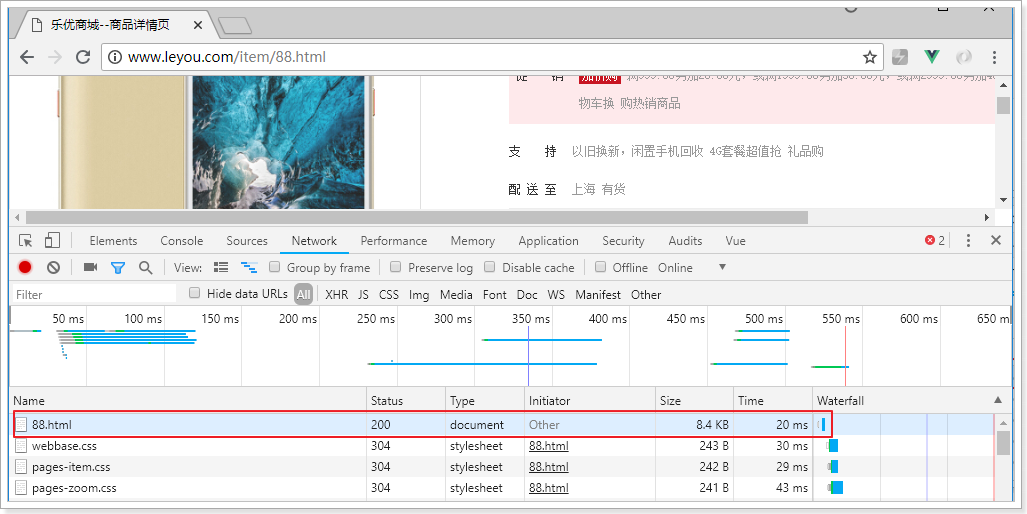 乐优商城--商品详情页
www.leyou.com/item/88.html
促 销 加价购
物车换 购热销商品
支 持 以旧换新，闲置手机回收 4G套餐超值抢 礼品购
配 送 至 上海 有货
Elements Console Sources Network Performance Memory Application Security Audits Vue 2
View: Group by frame Preserve log Disable cache Offline Online
Filter Hide data URLs All XHR JS CSS Img Media Font Doc WS Manifest Other
50 ms 100 ms 150 ms 200 ms 250 ms 300 ms 350 ms 400 ms 450 ms 500 ms 550 ms 600 ms 650 m
Name Status Type Initiator Size Time Waterfall
88.html 200 document Other 8.4 KB 20 ms
webbase.css 304 stylesheet 88.html 243 B 30 ms
pages-item.css 304 stylesheet 88.html 242 B 29 ms
pages-zoom.css 304 stylesheet 88.html 241 B 43 ms